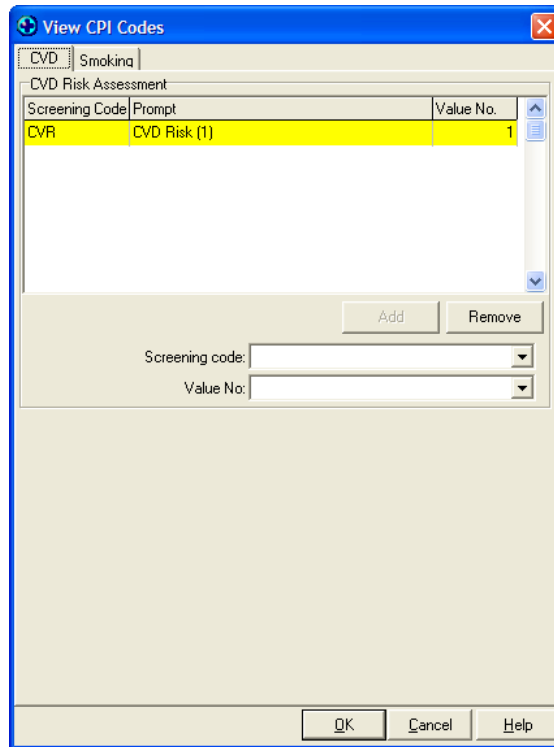 View CPI Codes
CVD Smoking
CVD Risk Assessment
Screening Code Prompt Value No.
CVR CVD Risk (1) 1
Add Remove
Screening code:
Value No:
OK Cancel Help